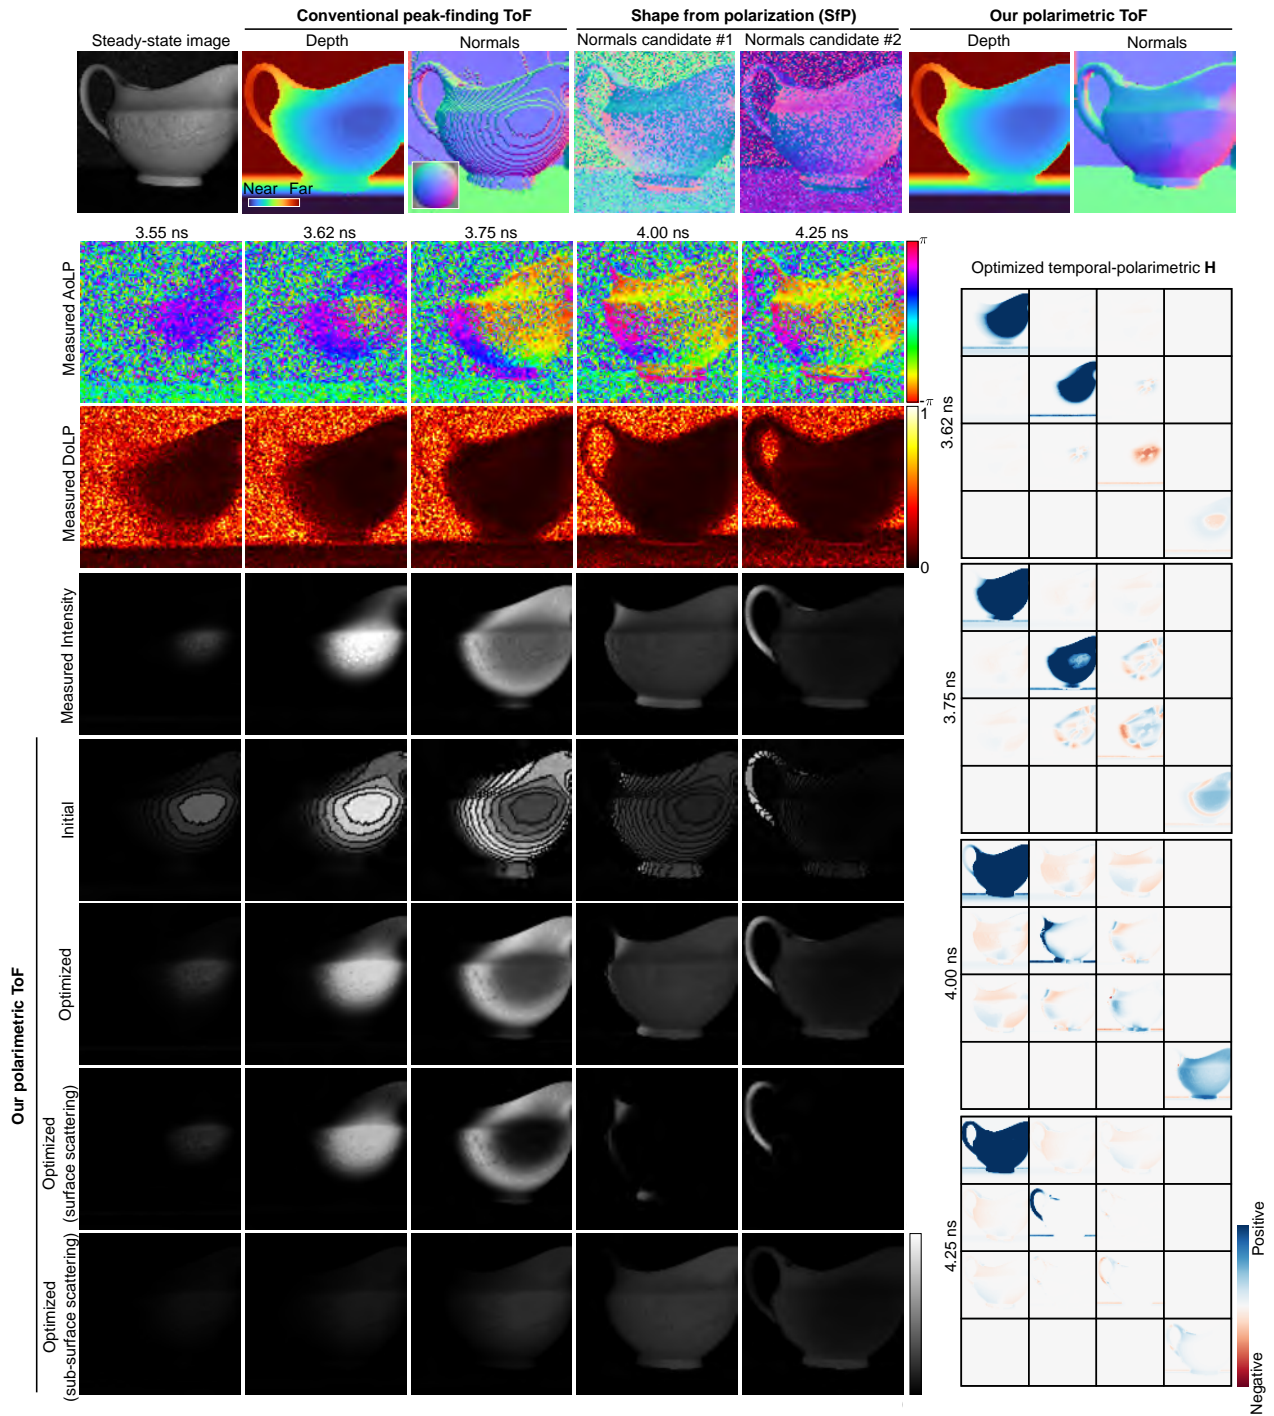 Conventional peak-finding ToF
Shape from polarization (SfP)
Our polarimetric ToF
Steady-state image
Depth
Normals
Normals candidate #1
Normals candidate #2
Depth
Normals
Near Far
3.55 ns
3.62 ns
3.75 ns
4.00 ns
4.25 ns
Measured AoLP
π
-π
Measured DoLP
1
0
Measured Intensity
Our polarimetric ToF
Initial
Optimized
Optimized
(surface scattering)
Optimized
(sub-surface scattering)
Optimized temporal-polarimetric H
3.62 ns
3.75 ns
4.00 ns
4.25 ns
Positive
Negative